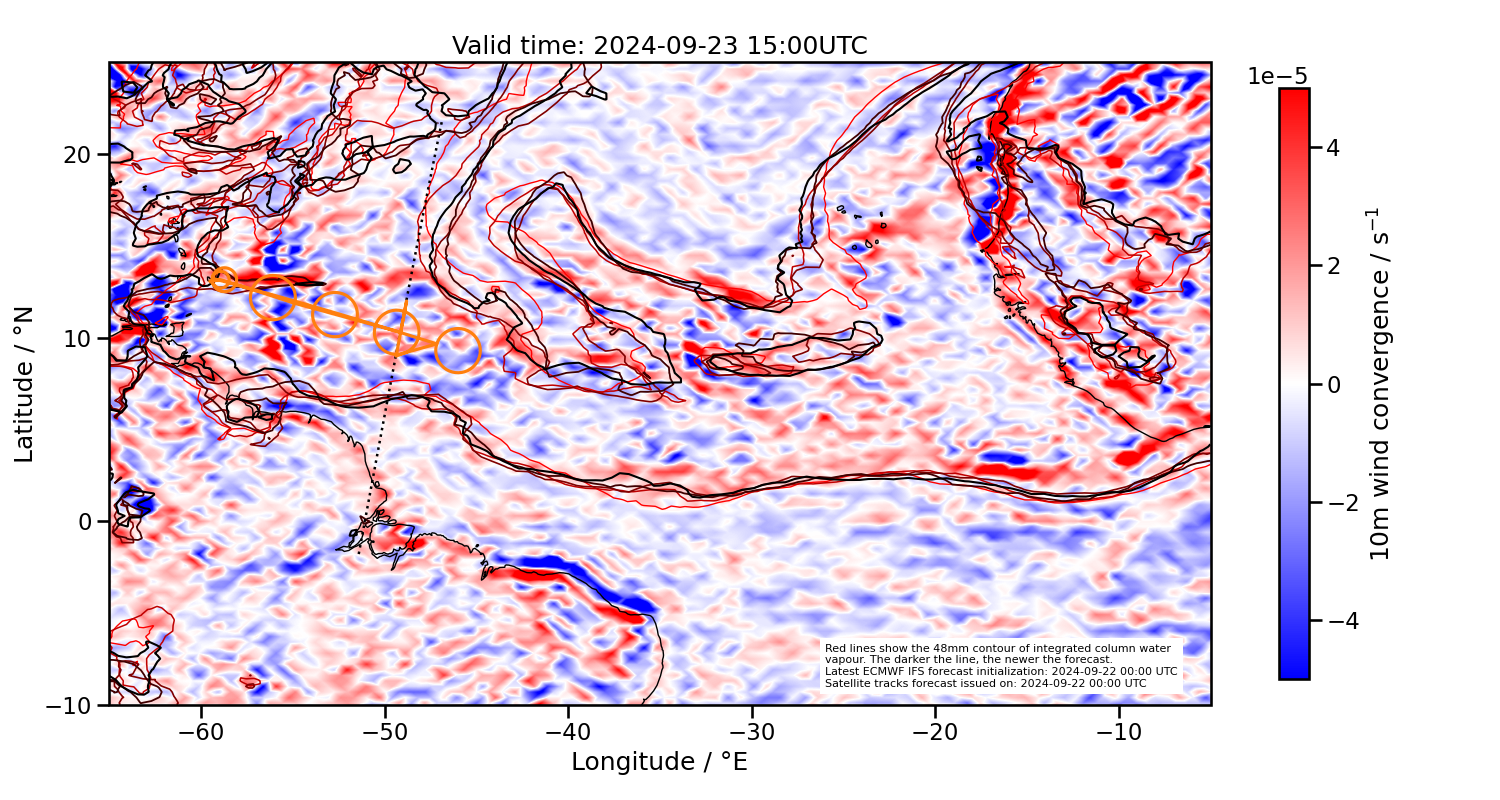 Valid time: 2024-09-23 15:00UTC
1e−5
20
10
0
−10
Latitude / °N
−60
−50
−40
−30
−20
−10
Longitude / °E
4
2
0
−2
−4
10m wind convergence / s⁻¹
Red lines show the 48mm contour of integrated column water
vapour. The darker the line, the newer the forecast.
Latest ECMWF IFS forecast initialization: 2024-09-22 00:00 UTC
Satellite tracks forecast issued on: 2024-09-22 00:00 UTC